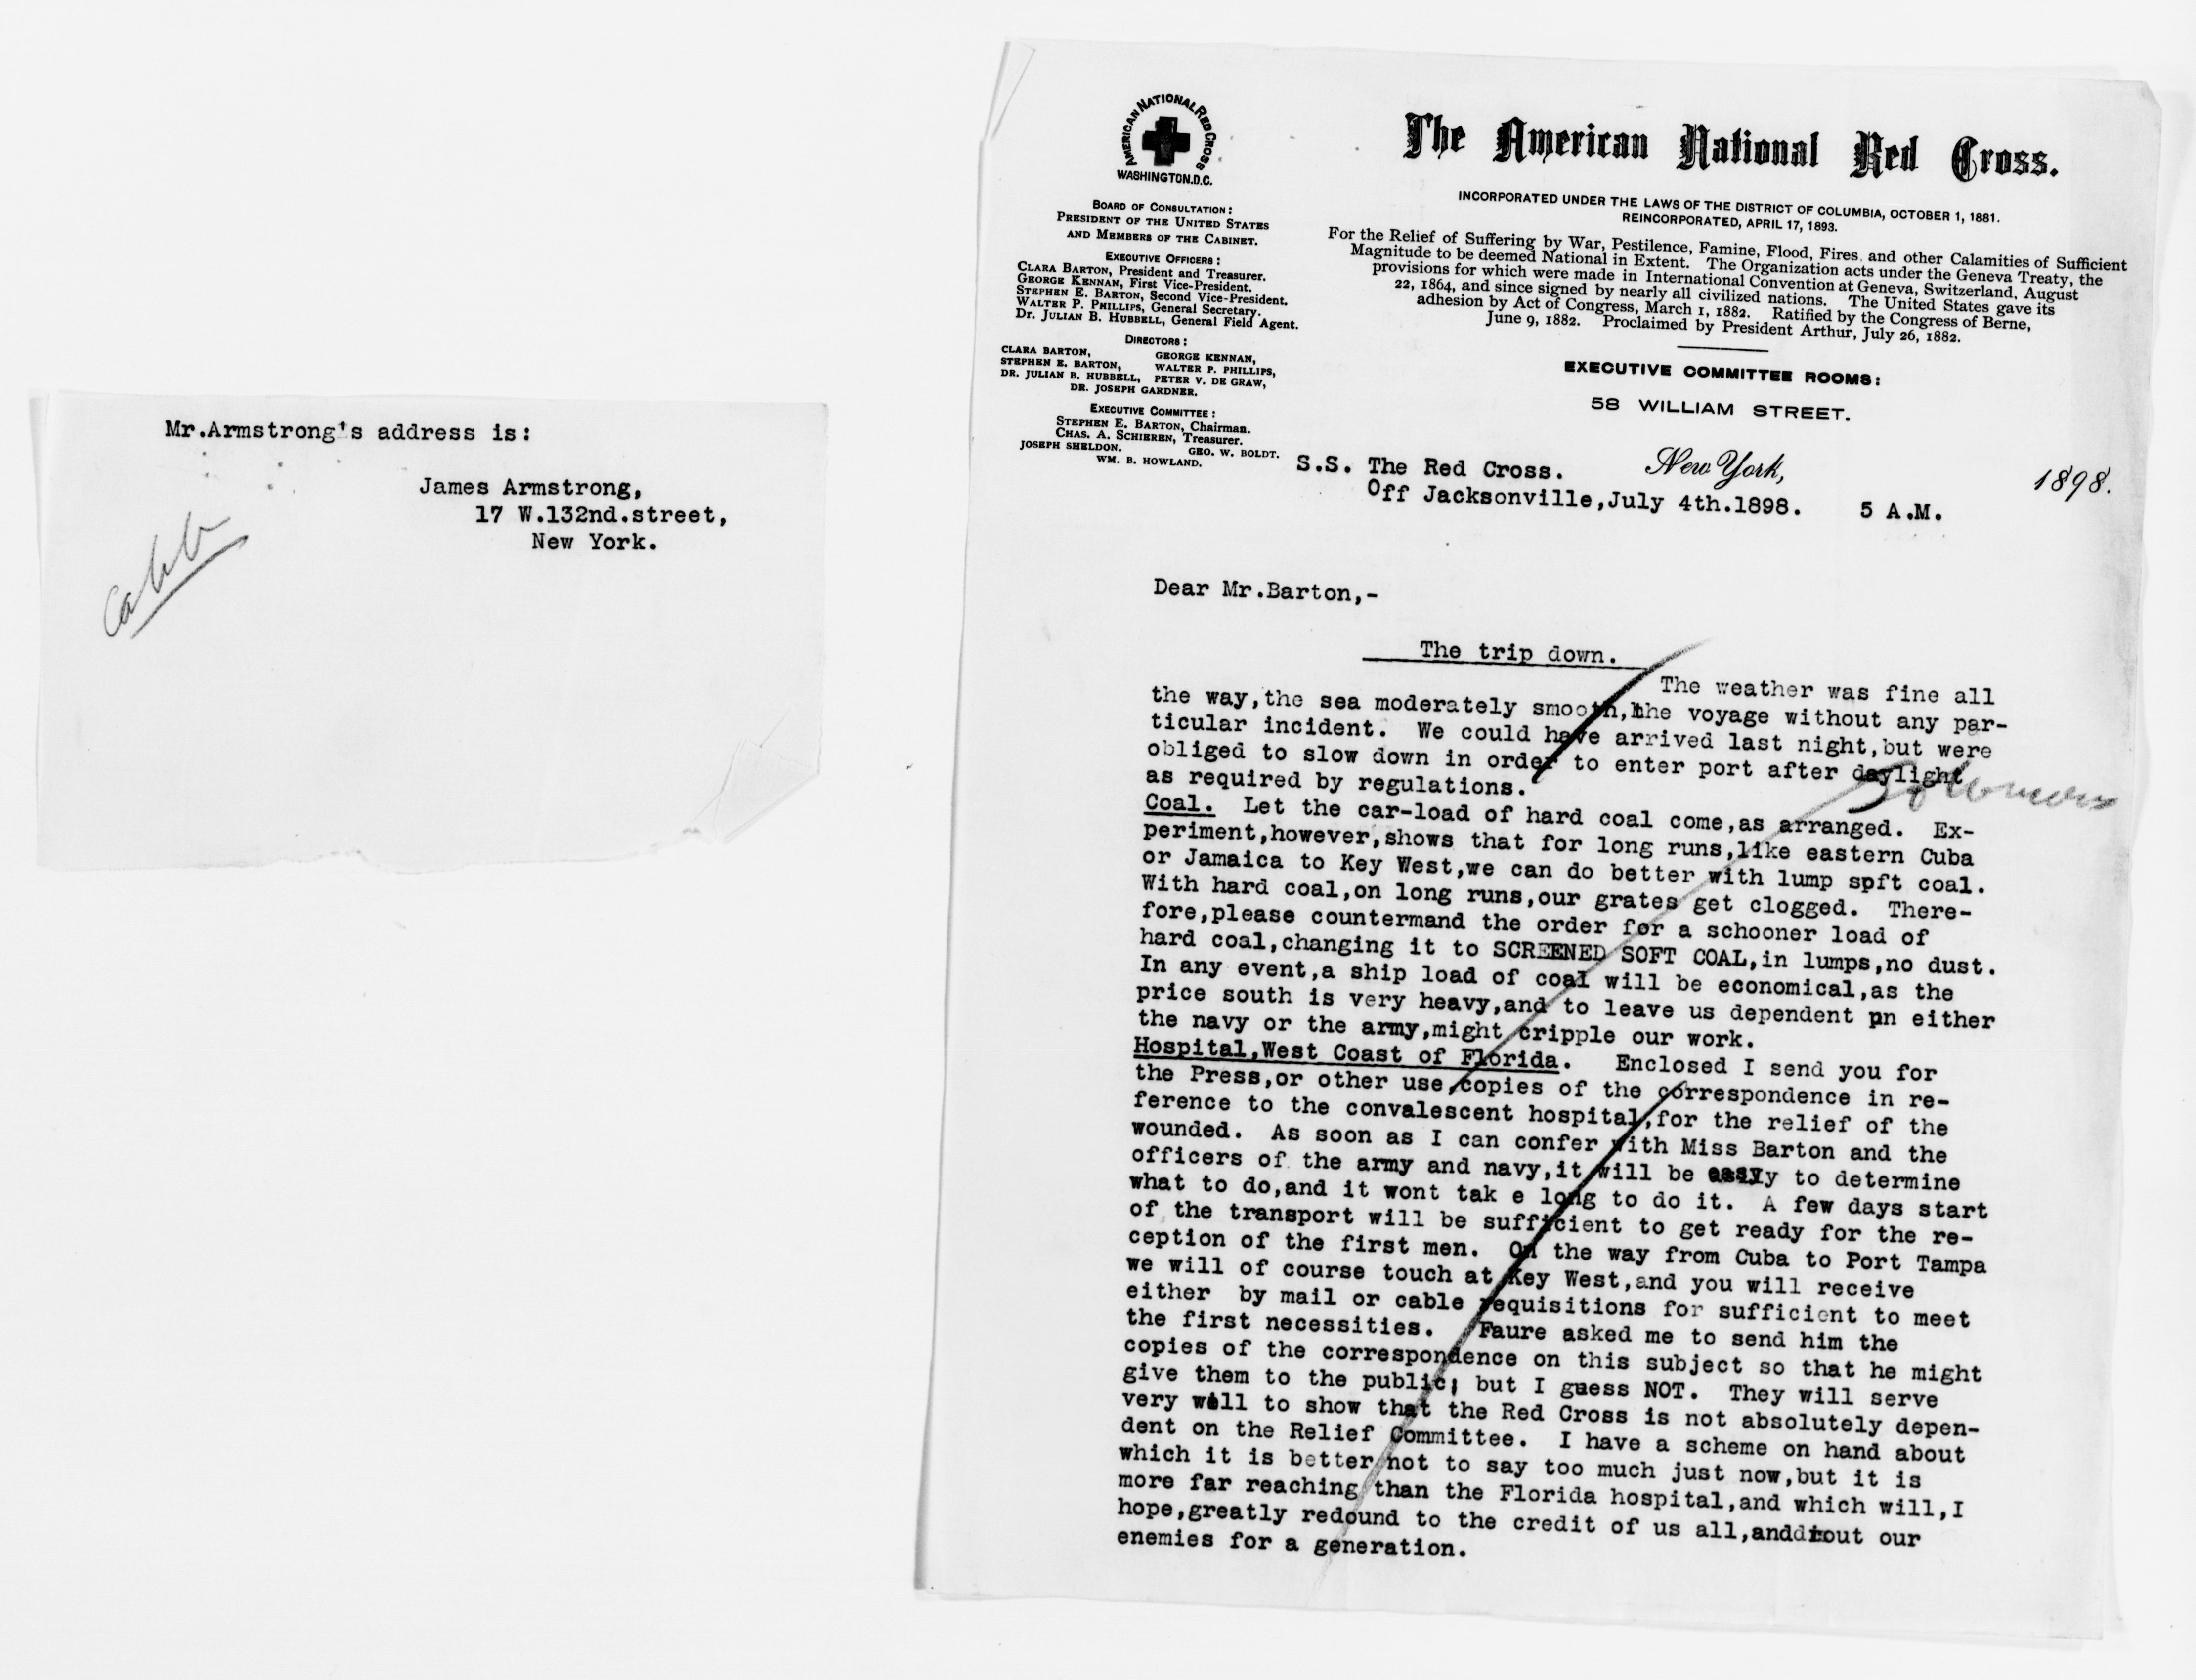 Mr.Armstrong's address is:
James Armstrong,
17 W.132nd.street,
New York.
AMERICAN NATIONAL RED CROSS
WASHINGTON.D.C.
BOARD OF CONSULTATION:
PRESIDENT OF THE UNITED STATES
AND MEMBERS OF THE CABINET.
EXECUTIVE OFFICERS:
CLARA BARTON, President and Treasurer.
GEORGE KENNAN, First Vice-President.
STEPHEN E. BARTON, Second Vice-President.
WALTER P. PHILLIPS, General Secretary.
Dr. JULIAN B. HUBBELL, General Field Agent.
DIRECTORS:
CLARA BARTON, GEORGE KENNAN,
STEPHEN E. BARTON, WALTER P. PHILLIPS,
DR. JULIAN B. HUBBELL, PETER V. DE GRAW,
DR. JOSEPH GARDNER.
EXECUTIVE COMMITTEE:
STEPHEN E. BARTON, Chairman.
CHAS. A. SCHIEREN, Treasurer.
JOSEPH SHELDON. GEO. W. BOLDT.
WM. B. HOWLAND.
The American National Red Cross.
INCORPORATED UNDER THE LAWS OF THE DISTRICT OF COLUMBIA, OCTOBER 1, 1881.
REINCORPORATED, APRIL 17, 1893.
For the Relief of Suffering by War, Pestilence, Famine, Flood, Fires, and other Calamities of Sufficient
Magnitude to be deemed National in Extent. The Organization acts under the Geneva Treaty, the
provisions for which were made in International Convention at Geneva, Switzerland, August
22, 1864, and since signed by nearly all civilized nations. The United States gave its
adhesion by Act of Congress, March 1, 1882. Ratified by the Congress of Berne,
June 9, 1882. Proclaimed by President Arthur, July 26, 1882.
EXECUTIVE COMMITTEE ROOMS:
58 WILLIAM STREET.
New York, 1898.
S.S. The Red Cross.
Off Jacksonville,July 4th.1898. 5 A.M.
Dear Mr.Barton,-
The trip down.
The weather was fine all
the way,the sea moderately smooth,the voyage without any par-
ticular incident. We could have arrived last night,but were
obliged to slow down in order to enter port after daylight
as required by regulations.
Coal. Let the car-load of hard coal come,as arranged. Ex-
periment,however,shows that for long runs,like eastern Cuba
or Jamaica to Key West,we can do better with lump spft coal.
With hard coal,on long runs,our grates get clogged. There-
fore,please countermand the order for a schooner load of
hard coal,changing it to SCREENED SOFT COAL,in lumps,no dust.
In any event,a ship load of coal will be economical,as the
price south is very heavy,and to leave us dependent pn either
the navy or the army,might cripple our work.
Hospital,West Coast of Florida. Enclosed I send you for
the Press,or other use,copies of the correspondence in re-
ference to the convalescent hospital,for the relief of the
wounded. As soon as I can confer with Miss Barton and the
officers of the army and navy,it will be easyy to determine
what to do,and it wont tak e long to do it. A few days start
of the transport will be sufficient to get ready for the re-
ception of the first men. On the way from Cuba to Port Tampa
we will of course touch at Key West,and you will receive
either by mail or cable requisitions for sufficient to meet
the first necessities. Faure asked me to send him the
copies of the correspondence on this subject so that he might
give them to the public; but I guess NOT. They will serve
very well to show that the Red Cross is not absolutely depen-
dent on the Relief Committee. I have a scheme on hand about
which it is better not to say too much just now,but it is
more far reaching than the Florida hospital,and which will,I
hope,greatly redound to the credit of us all,and out our
enemies for a generation.